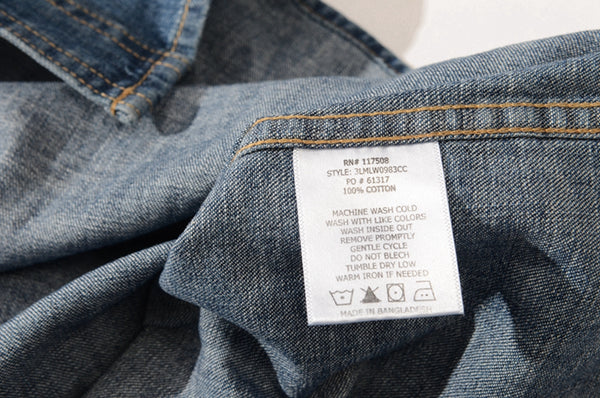 RN# 117508
STYLE: 3LMLW0983CC
PO # 61317
100% COTTON
MACHINE WASH COLD
WASH WITH LIKE COLORS
WASH INSIDE OUT
REMOVE PROMPTLY
GENTLE CYCLE
DO NOT BLECH
TUMBLE DRY LOW
WARM IRON IF NEEDED
MADE IN BANGLADESH